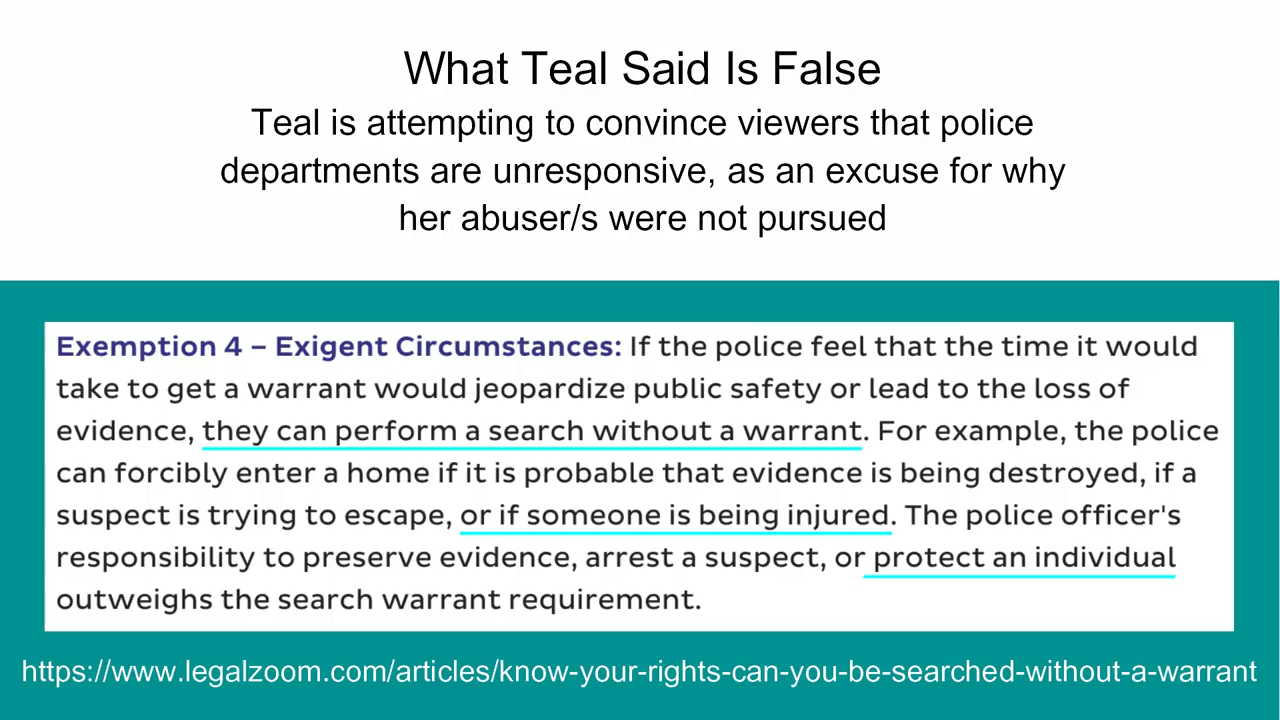 What Teal Said Is False
Teal is attempting to convince viewers that police
departments are unresponsive, as an excuse for why
her abuser/s were not pursued
Exemption 4 – Exigent Circumstances: If the police feel that the time it would
take to get a warrant would jeopardize public safety or lead to the loss of
evidence, they can perform a search without a warrant. For example, the police
can forcibly enter a home if it is probable that evidence is being destroyed, if a
suspect is trying to escape, or if someone is being injured. The police officer's
responsibility to preserve evidence, arrest a suspect, or protect an individual
outweighs the search warrant requirement.
https://www.legalzoom.com/articles/know-your-rights-can-you-be-searched-without-a-warrant